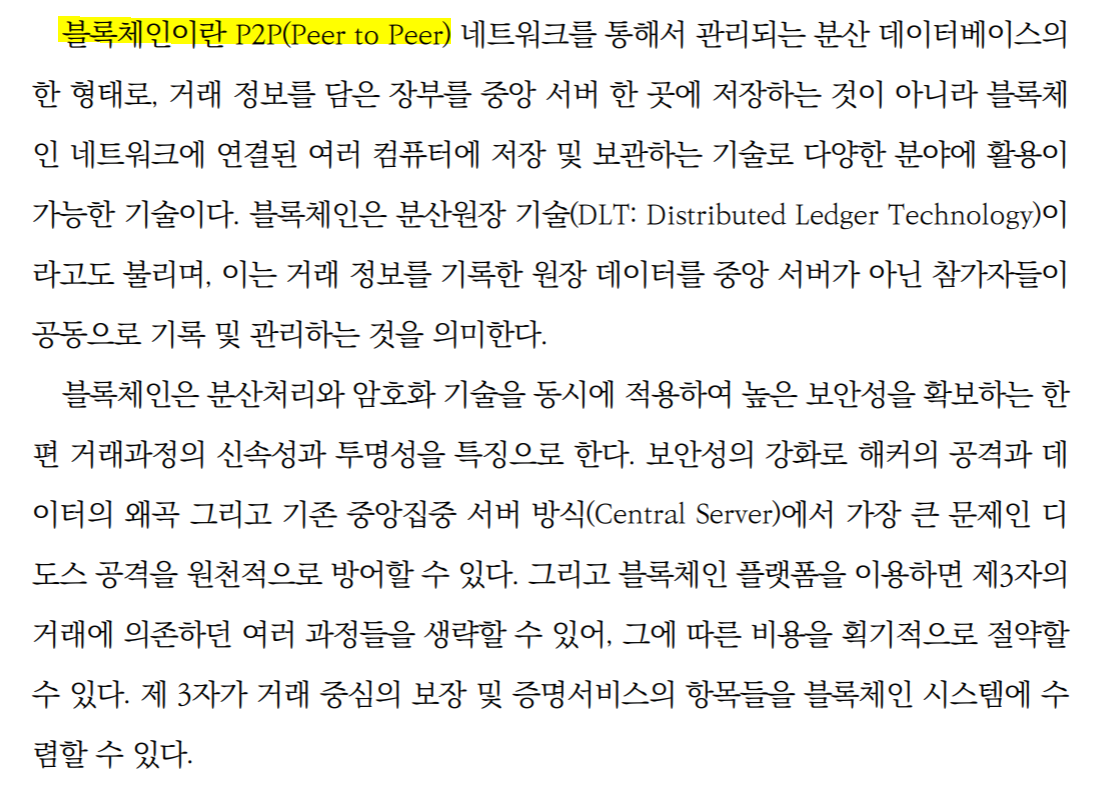 블록체인이란 P2P(Peer to Peer) 네트워크를 통해서 관리되는 분산 데이터베이스의
한 형태로, 거래 정보를 담은 장부를 중앙 서버 한 곳에 저장하는 것이 아니라 블록체
인 네트워크에 연결된 여러 컴퓨터에 저장 및 보관하는 기술로 다양한 분야에 활용이
가능한 기술이다. 블록체인은 분산원장 기술(DLT: Distributed Ledger Technology)이
라고도 불리며, 이는 거래 정보를 기록한 원장 데이터를 중앙 서버가 아닌 참가자들이
공동으로 기록 및 관리하는 것을 의미한다.
블록체인은 분산처리와 암호화 기술을 동시에 적용하여 높은 보안성을 확보하는 한
편 거래과정의 신속성과 투명성을 특징으로 한다. 보안성의 강화로 해커의 공격과 데
이터의 왜곡 그리고 기존 중앙집중 서버 방식(Central Server)에서 가장 큰 문제인 디
도스 공격을 원천적으로 방어할 수 있다. 그리고 블록체인 플랫폼을 이용하면 제3자의
거래에 의존하던 여러 과정들을 생략할 수 있어, 그에 따른 비용을 획기적으로 절약할
수 있다. 제 3자가 거래 중심의 보장 및 증명서비스의 항목들을 블록체인 시스템에 수
렴할 수 있다.